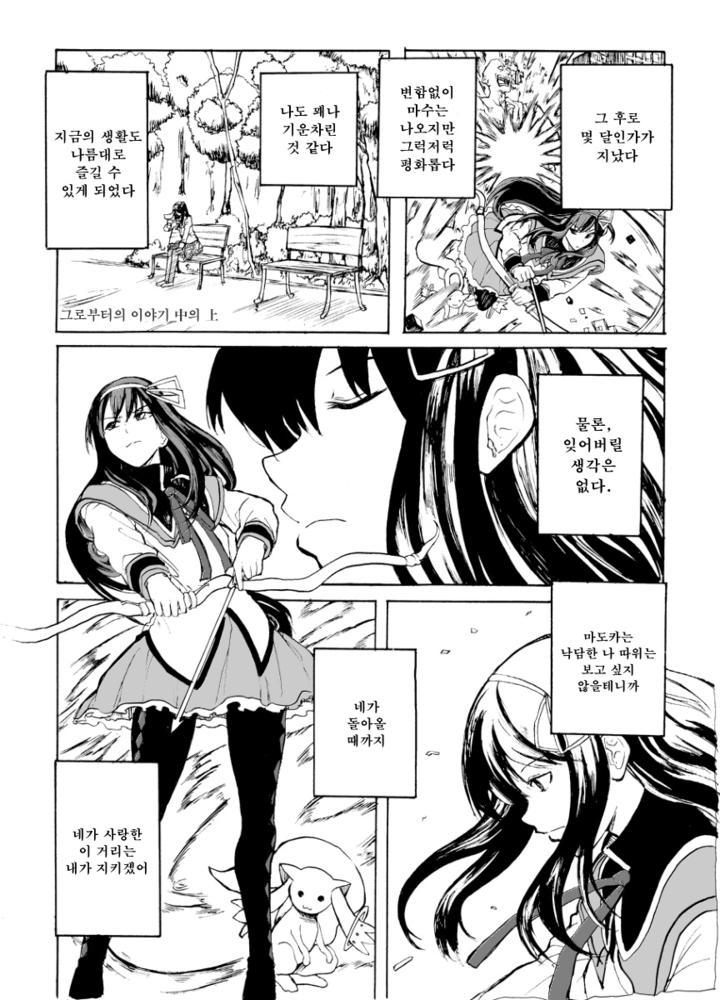 그 후로
몇 달인가가
지났다
변함없이
마수는
나오지만
그럭저럭
평화롭다
나도 꽤나
기운차린
것 같다
지금의 생활도
나름대로
즐길 수
있게 되었다
그로부터의 이야기 中의 上
물론,
잊어버릴
생각은
없다.
마도카는
낙담한 나 따위는
보고 싶지
않을테니까
네가
돌아올
때까지
네가 사랑한
이 거리는
내가 지키겠어